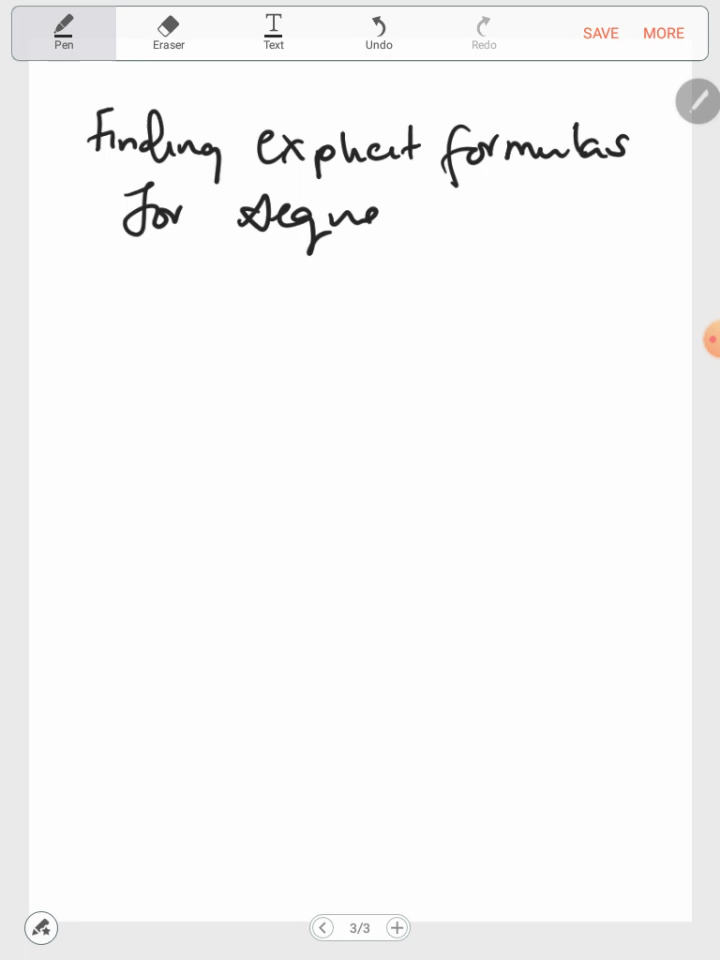 Pen Eraser Text Undo Redo SAVE MORE
Finding explicit formulas
For seque
3/3